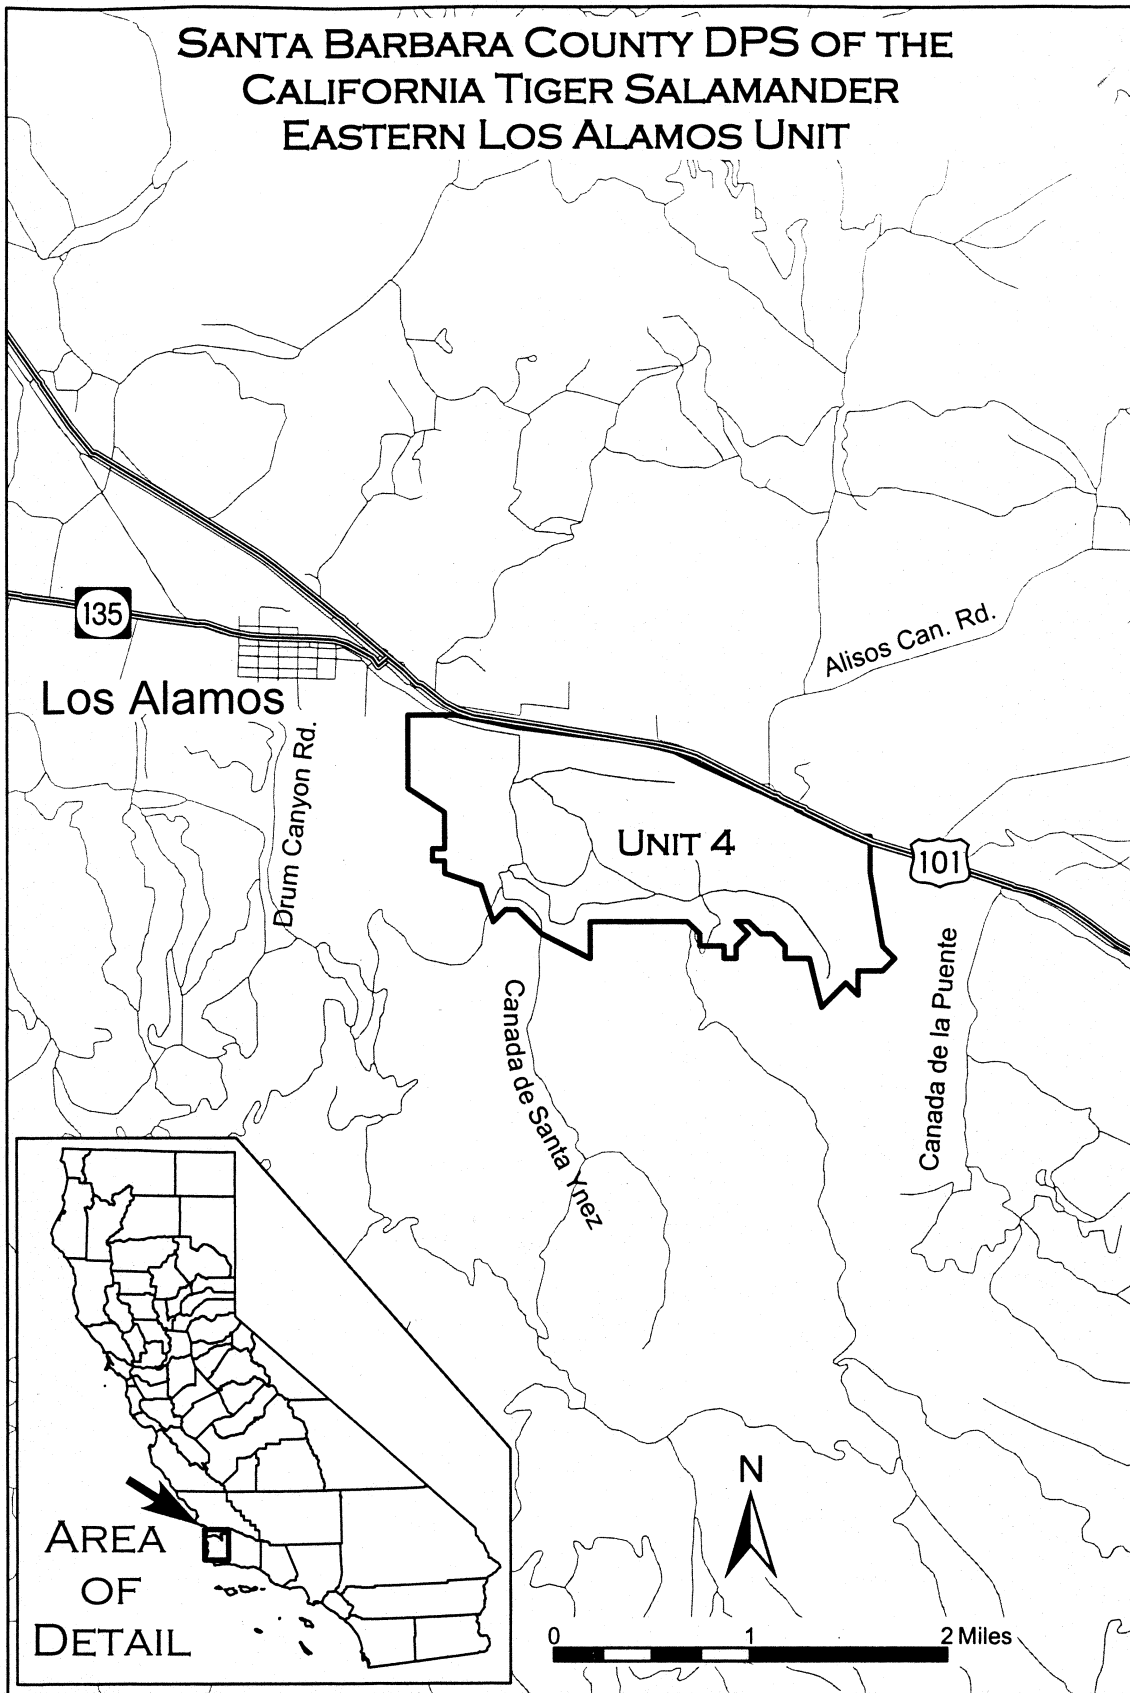 SANTA BARBARA COUNTY DPS OF THE
CALIFORNIA TIGER SALAMANDER
EASTERN LOS ALAMOS UNIT
135
Alisos Can. Rd.
Los Alamos
Drum Canyon Rd.
UNIT 4
101
Canada de Santa Ynez
Canada de la Puente
N
AREA
OF
DETAIL
0 1 2 Miles